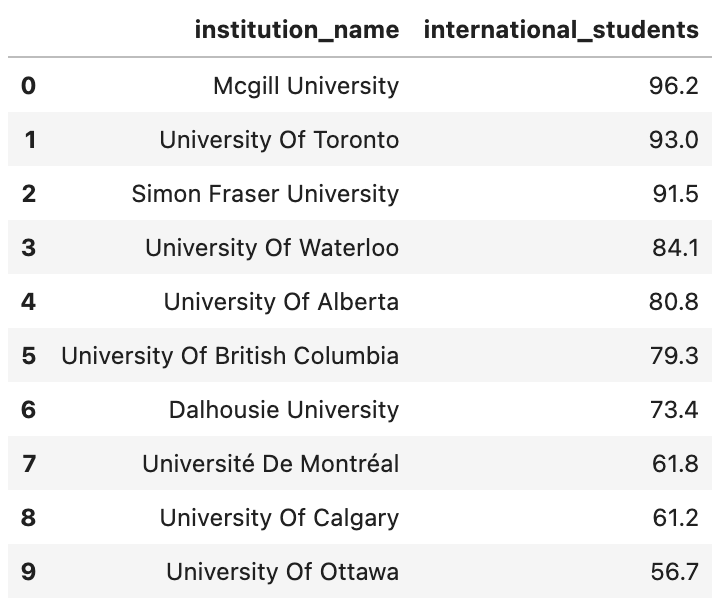 institution_name international_students
0 Mcgill University 96.2
1 University Of Toronto 93.0
2 Simon Fraser University 91.5
3 University Of Waterloo 84.1
4 University Of Alberta 80.8
5 University Of British Columbia 79.3
6 Dalhousie University 73.4
7 Université De Montréal 61.8
8 University Of Calgary 61.2
9 University Of Ottawa 56.7